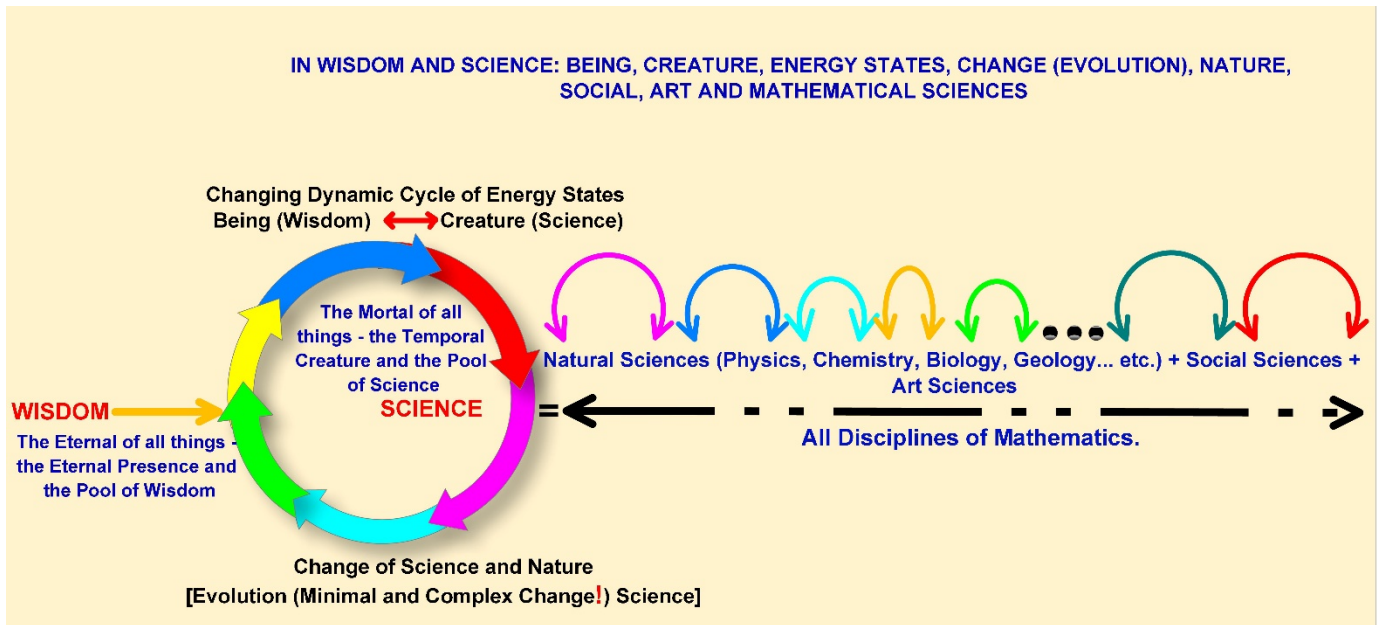 IN WISDOM AND SCIENCE: BEING, CREATURE, ENERGY STATES, CHANGE (EVOLUTION), NATURE,
SOCIAL, ART AND MATHEMATICAL SCIENCES
Changing Dynamic Cycle of Energy States
Being (Wisdom) Creature (Science)
The Mortal of all
things - the Temporal
Creature and the Pool
of Science
SCIENCE
WISDOM
The Eternal of all things -
the Eternal Presence and
the Pool of Wisdom
Change of Science and Nature
[Evolution (Minimal and Complex Change!) Science]
=
Natural Sciences (Physics, Chemistry, Biology, Geology... etc.) + Social Sciences +
Art Sciences
All Disciplines of Mathematics.